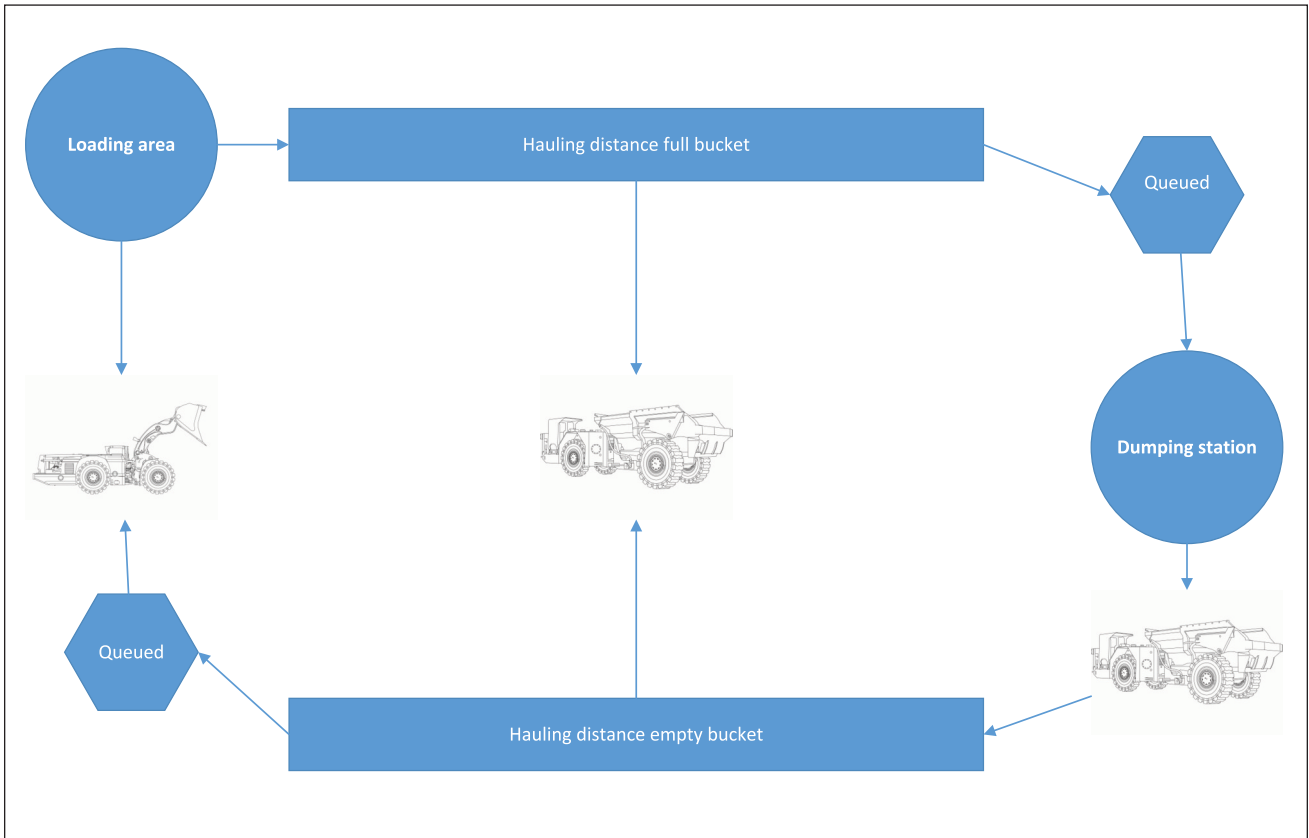 Loading area
Hauling distance full bucket
Queued
Dumping station
Queued
Hauling distance empty bucket